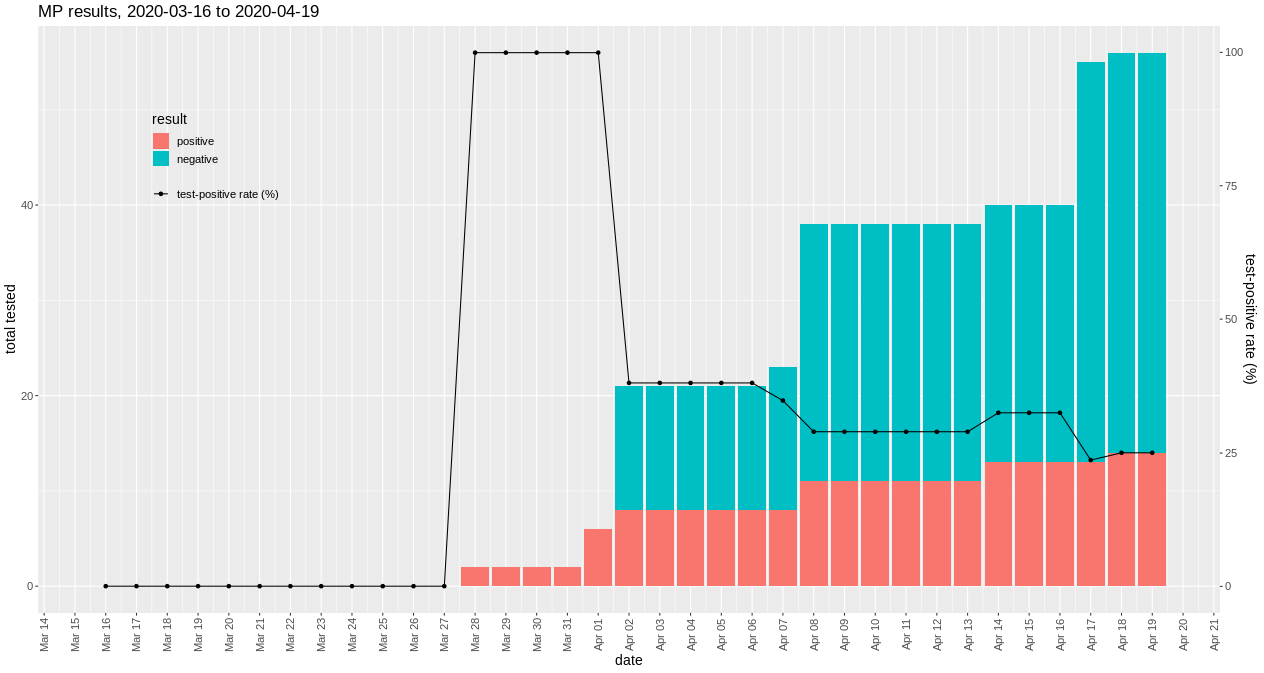 MP results, 2020-03-16 to 2020-04-19
result
positive
negative
test-positive rate (%)
total tested
0
20
40
test-positive rate (%)
0
25
50
75
100
Mar 14
Mar 15
Mar 16
Mar 17
Mar 18
Mar 19
Mar 20
Mar 21
Mar 22
Mar 23
Mar 24
Mar 25
Mar 26
Mar 27
Mar 28
Mar 29
Mar 30
Mar 31
Apr 01
Apr 02
Apr 03
Apr 04
Apr 05
Apr 06
Apr 07
Apr 08
Apr 09
Apr 10
Apr 11
Apr 12
Apr 13
Apr 14
Apr 15
Apr 16
Apr 17
Apr 18
Apr 19
Apr 20
Apr 21
date